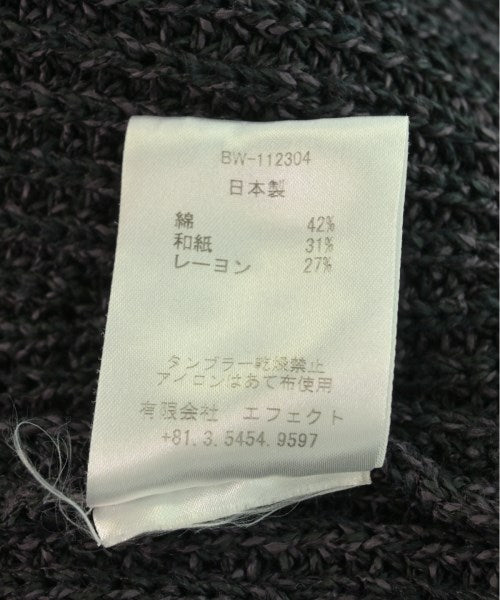 BW-112304
日本製
綿 42%
和紙 31%
レーヨン 27%
タンブラー乾燥禁止
アイロンはあて布使用
有限会社 エフェクト
+81.3.5454.9597